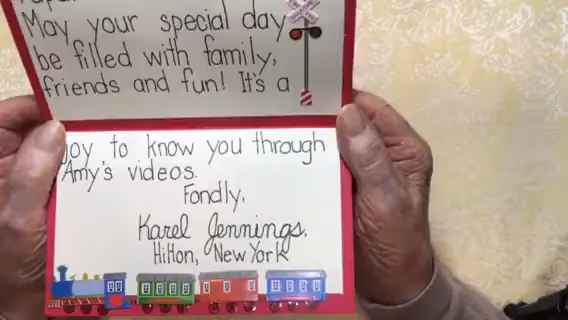 May your special day
be filled with family,
friends and fun! It's a
joy to know you through
Amy's videos.
Fondly,
Karel Jennings,
Hilton, New York